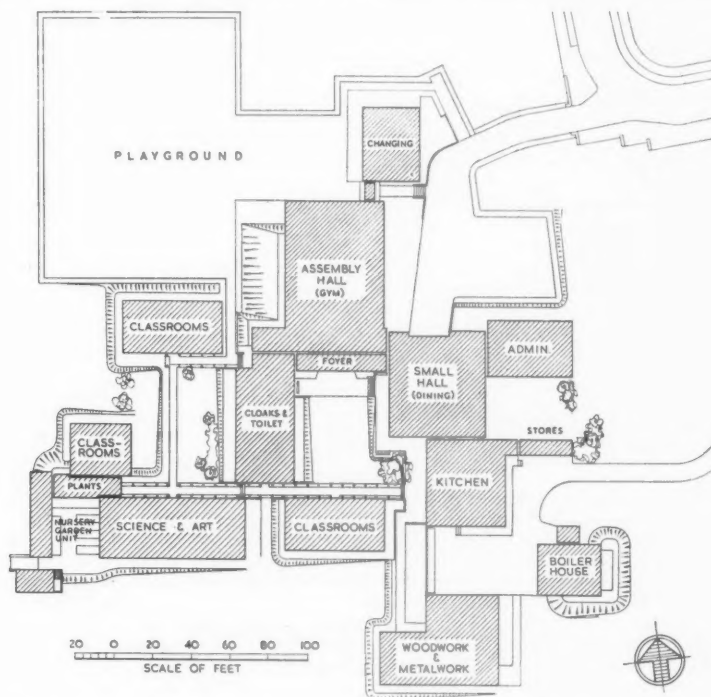 PLAYGROUND
CHANGING
ASSEMBLY
HALL
(GYM)
CLASSROOMS
FOYER
SMALL
HALL
(DINING)
ADMIN.
CLOAKS &
TOILET
STORES
CLASS-
ROOMS
KITCHEN
PLANTS
NURSERY
GARDEN
UNIT
SCIENCE & ART
CLASSROOMS
BOILER
HOUSE
WOODWORK
&
METALWORK
20 0 20 40 60 80 100
SCALE OF FEET